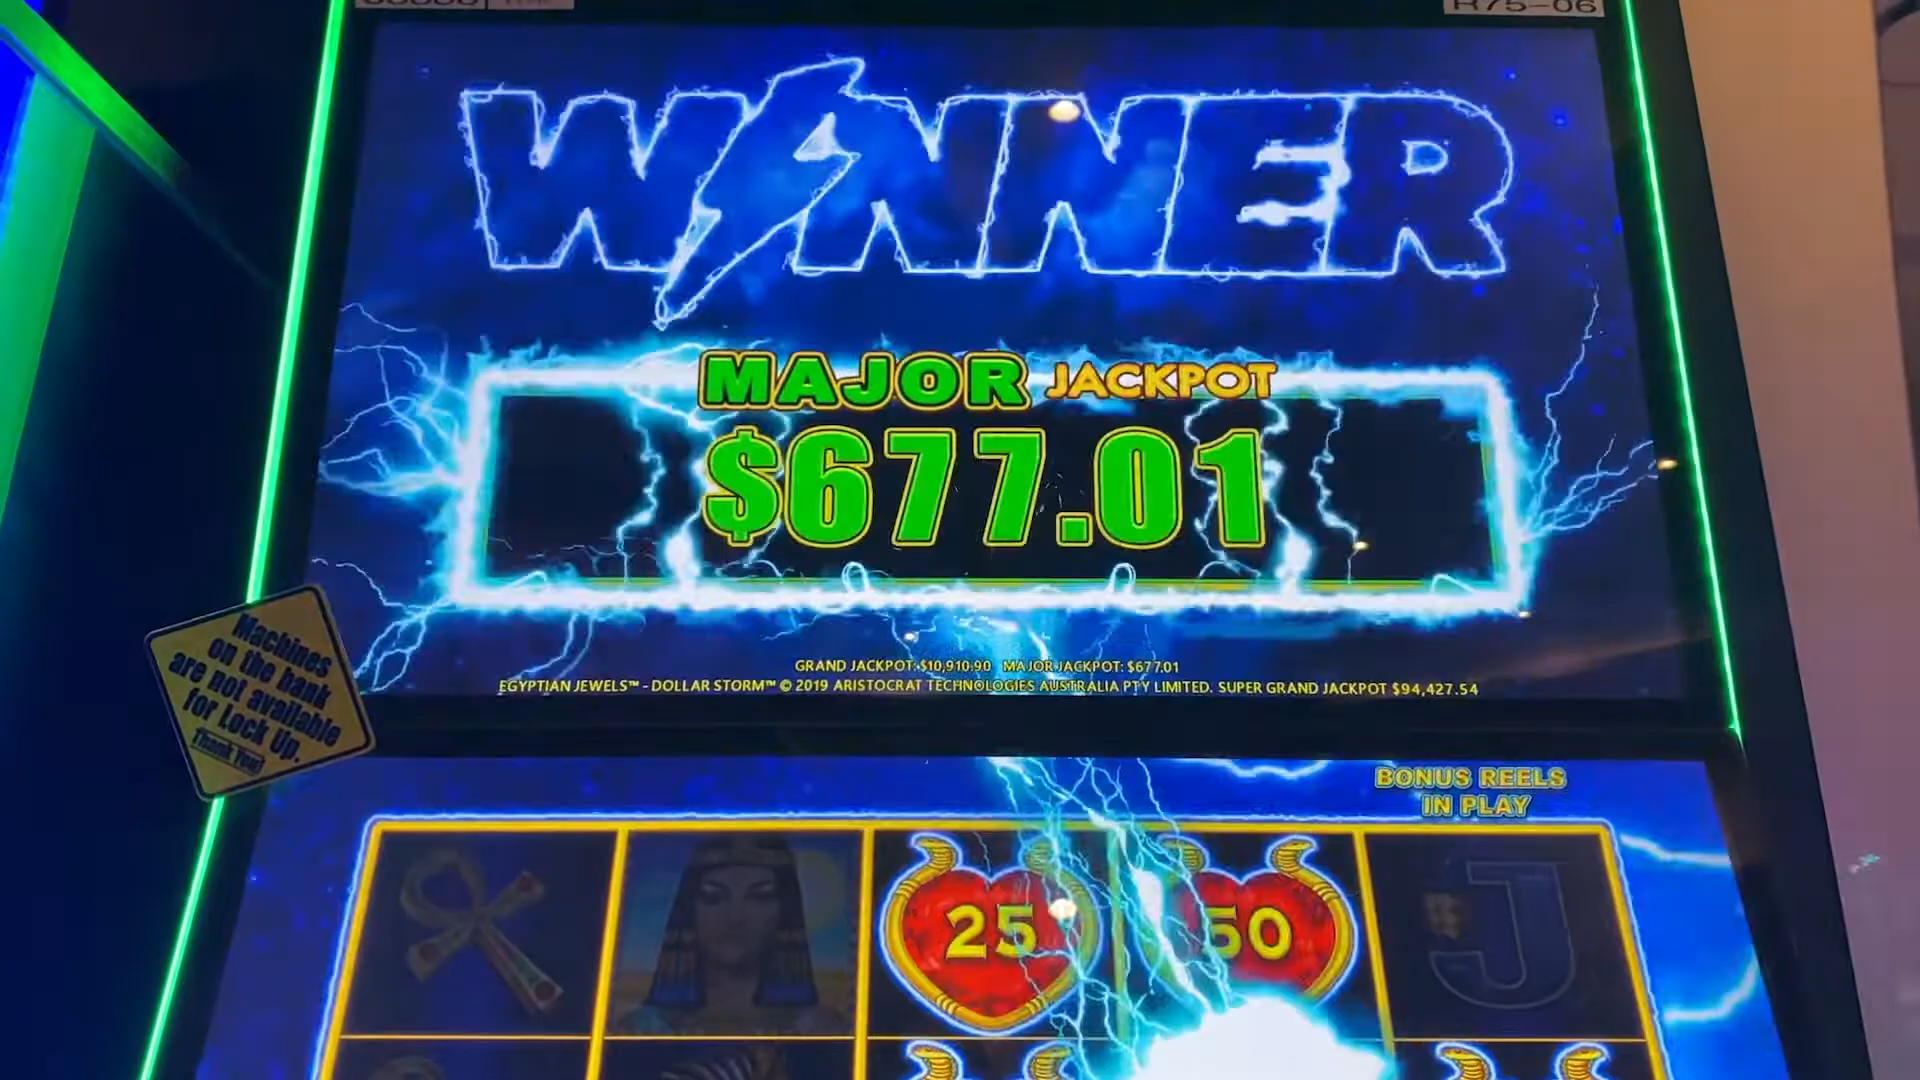 R75-06
WINNER
MAJOR JACKPOT
$677.01
GRAND JACKPOT:$10,910.90 MAJOR JACKPOT: $677.01
EGYPTIAN JEWELS™ - DOLLAR STORM™ © 2019 ARISTOCRAT TECHNOLOGIES AUSTRALIA PTY LIMITED. SUPER GRAND JACKPOT $94,427.54
Machines
on the bank
are not available
for Lock Up.
Thank You!
BONUS REELS
IN PLAY
25
50
J